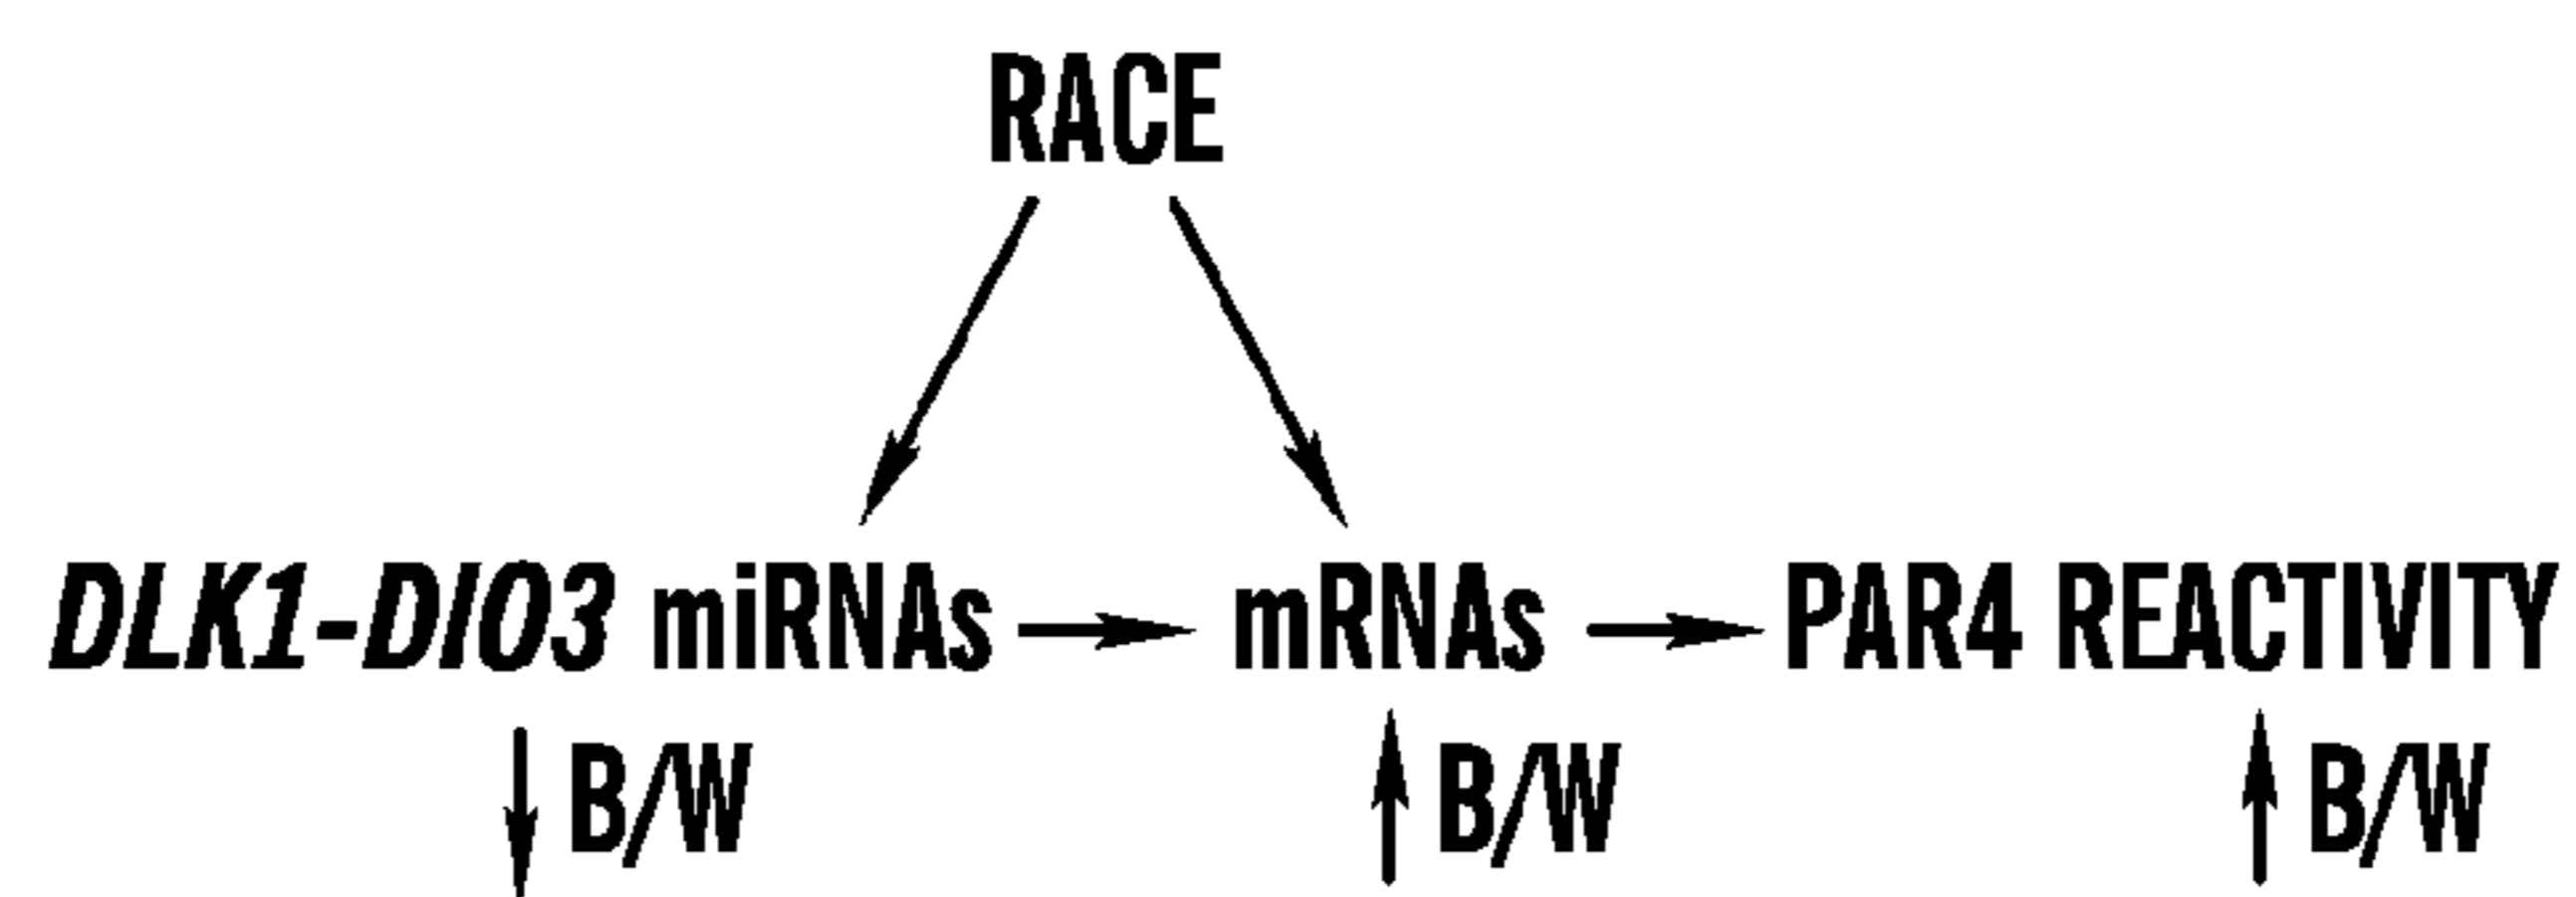 RACE
DLK1-DIO3 miRNAs → mRNAs → PAR4 REACTIVITY
↓ B/W ↑ B/W ↑ B/W